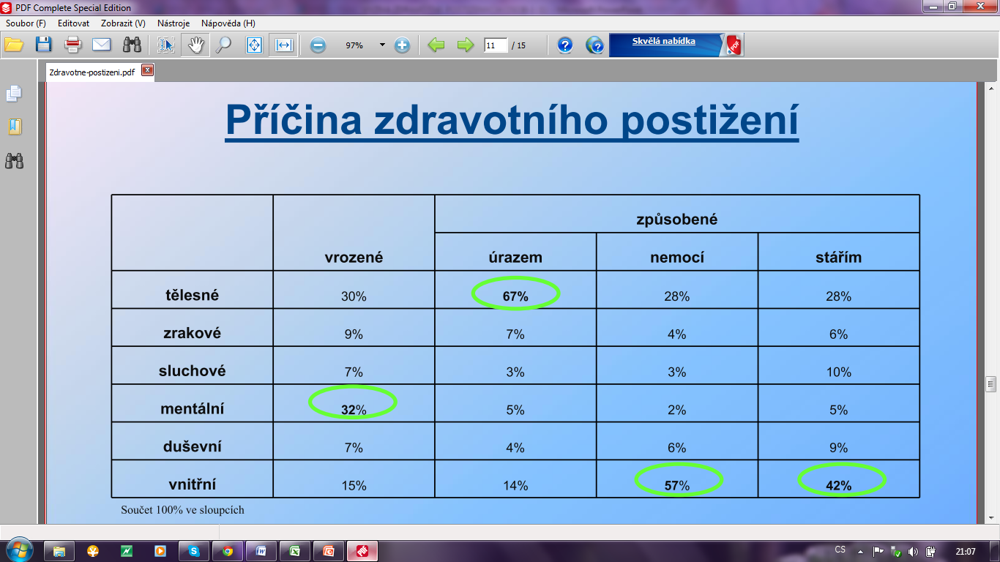 PDF Complete Special Edition
Soubor (F) Editovat Zobrazit (V) Nástroje Nápověda (H)
97% 11 / 15 Skvělá nabídka PDF
Zdravotne-postizeni.pdf
Příčina zdravotního postižení
způsobené
vrozené úrazem nemocí stářím
tělesné 30% 67% 28% 28%
zrakové 9% 7% 4% 6%
sluchové 7% 3% 3% 10%
mentální 32% 5% 2% 5%
duševní 7% 4% 6% 9%
vnitřní 15% 14% 57% 42%
Součet 100% ve sloupcích
CS 21:07